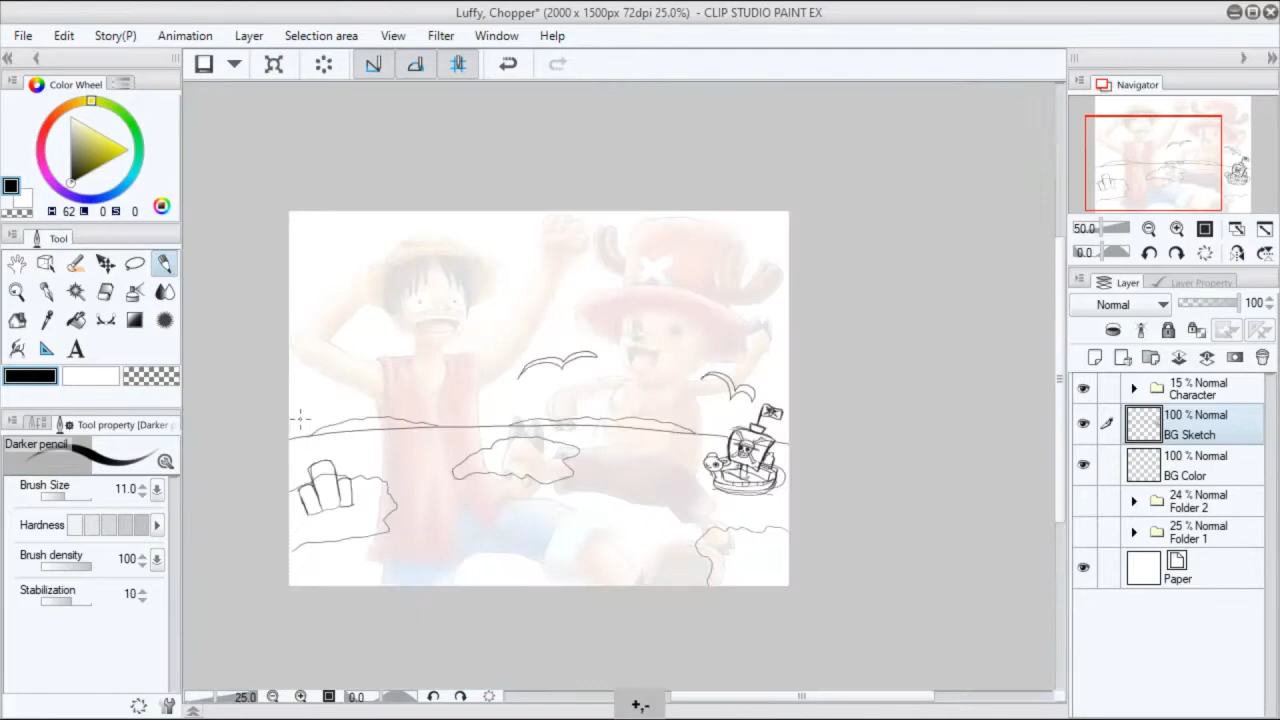 Luffy, Chopper* (2000 x 1500px 72dpi 25.0%) - CLIP STUDIO PAINT EX
File Edit Story(P) Animation Layer Selection area View Filter Window Help
Color Wheel
Navigator
H 62 L 0 S 0
50.0
0.0
Tool
Layer Layer Property
Normal 100
A
15 % Normal
Character
100 % Normal
BG Sketch
100 % Normal
BG Color
24 % Normal
Folder 2
25 % Normal
Folder 1
Paper
Tool property [Darker p
Darker pencil
Brush Size 11.0
Hardness
Brush density 100
Stabilization 10
25.0 0.0
+,-